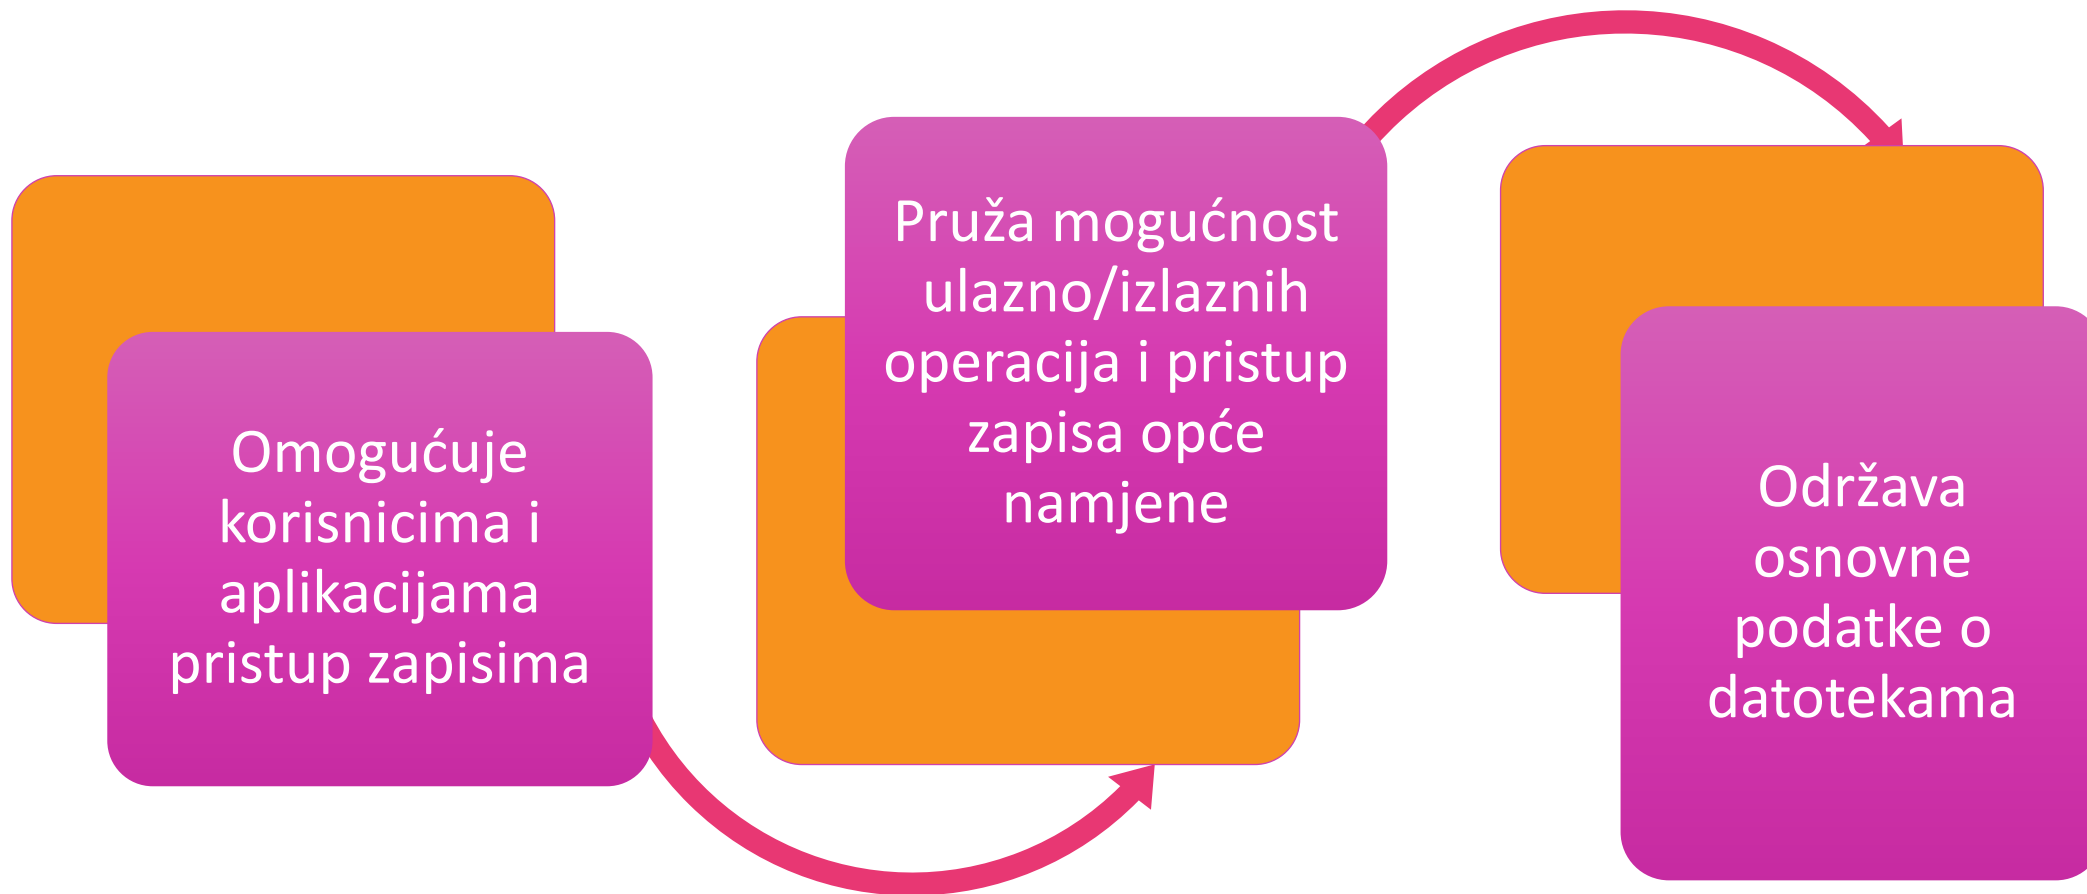 Omogućuje
korisnicima i
aplikacijama
pristup zapisima
Pruža mogućnost
ulazno/izlaznih
operacija i pristup
zapisa opće
namjene
Održava
osnovne
podatke o
datotekama